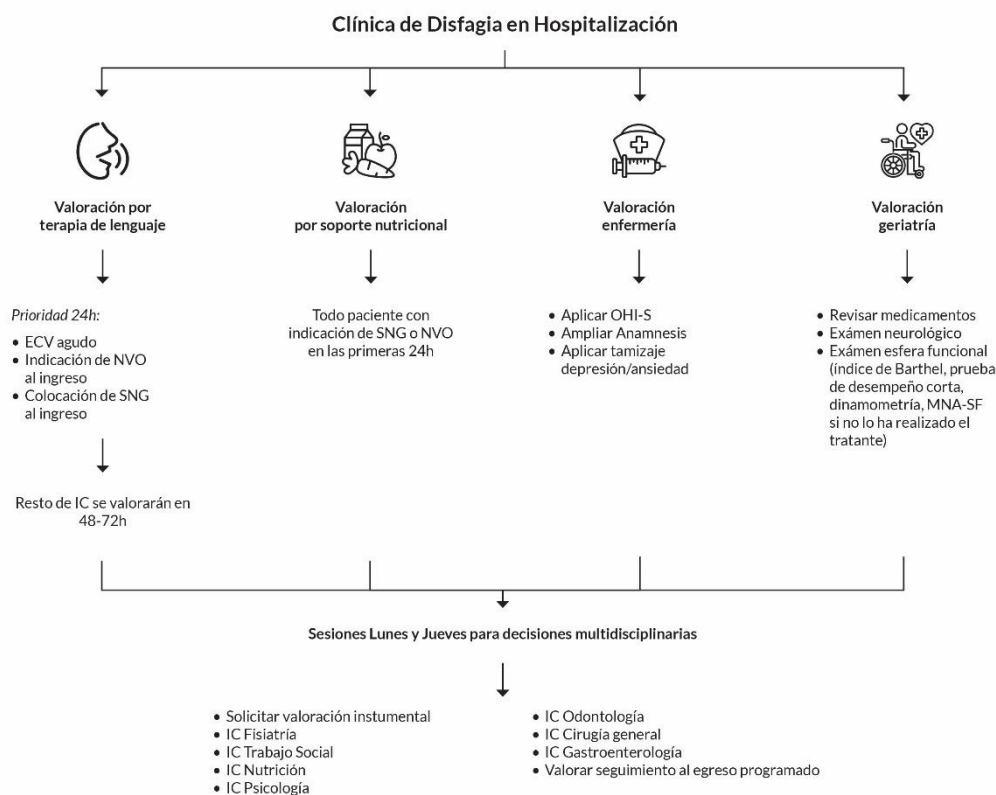 Clínica de Disfagia en Hospitalización
Valoración por
terapia de lenguaje
Prioridad 24h:
• ECV agudo
• Indicación de NVO
al ingreso
• Colocación de SNG
al ingreso
Resto de IC se valorarán en
48-72h
Valoración
por soporte nutricional
Todo paciente con
indicación de SNG o NVO
en las primeras 24h
Valoración
enfermería
• Aplicar OHI-S
• Ampliar Anamnesis
• Aplicar tamizaje
depresión/ansiedad
Valoración
geriatría
• Revisar medicamentos
• Exámen neurológico
• Exámen esfera funcional
(índice de Barthel, prueba
de desempeño corta,
dinamometría, MNA-SF
si no lo ha realizado el
tratante)
Sesiones Lunes y Jueves para decisiones multidisciplinarias
• Solicitar valoración instumental
• IC Fisiatría
• IC Trabajo Social
• IC Nutrición
• IC Psicología
• IC Odontología
• IC Cirugía general
• IC Gastroenterología
• Valorar seguimiento al egreso programado